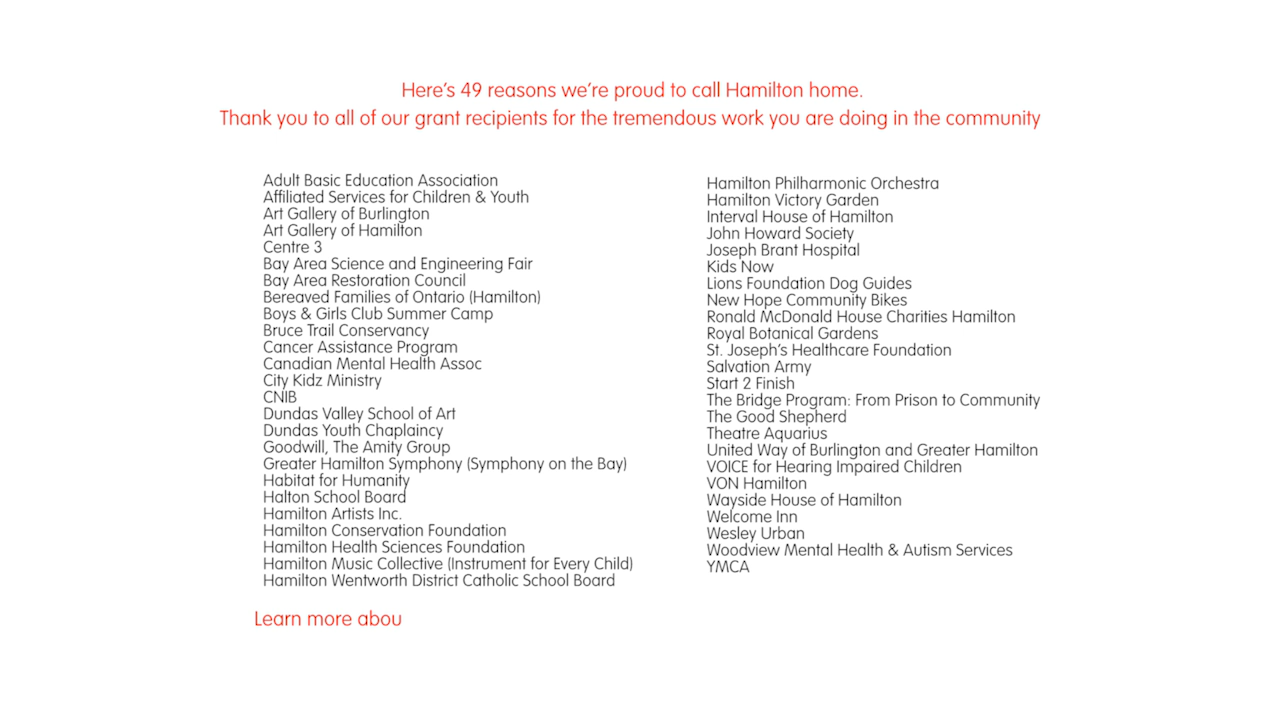 Here's 49 reasons we're proud to call Hamilton home.
Thank you to all of our grant recipients for the tremendous work you are doing in the community
Adult Basic Education Association
Affiliated Services for Children & Youth
Art Gallery of Burlington
Art Gallery of Hamilton
Centre 3
Bay Area Science and Engineering Fair
Bay Area Restoration Council
Bereaved Families of Ontario (Hamilton)
Boys & Girls Club Summer Camp
Bruce Trail Conservancy
Cancer Assistance Program
Canadian Mental Health Assoc
City Kidz Ministry
CNIB
Dundas Valley School of Art
Dundas Youth Chaplaincy
Goodwill, The Amity Group
Greater Hamilton Symphony (Symphony on the Bay)
Habitat for Humanity
Halton School Board
Hamilton Artists Inc.
Hamilton Conservation Foundation
Hamilton Health Sciences Foundation
Hamilton Music Collective (Instrument for Every Child)
Hamilton Wentworth District Catholic School Board
Hamilton Philharmonic Orchestra
Hamilton Victory Garden
Interval House of Hamilton
John Howard Society
Joseph Brant Hospital
Kids Now
Lions Foundation Dog Guides
New Hope Community Bikes
Ronald McDonald House Charities Hamilton
Royal Botanical Gardens
St. Joseph's Healthcare Foundation
Salvation Army
Start 2 Finish
The Bridge Program: From Prison to Community
The Good Shepherd
Theatre Aquarius
United Way of Burlington and Greater Hamilton
VOICE for Hearing Impaired Children
VON Hamilton
Wayside House of Hamilton
Welcome Inn
Wesley Urban
Woodview Mental Health & Autism Services
YMCA
Learn more abou